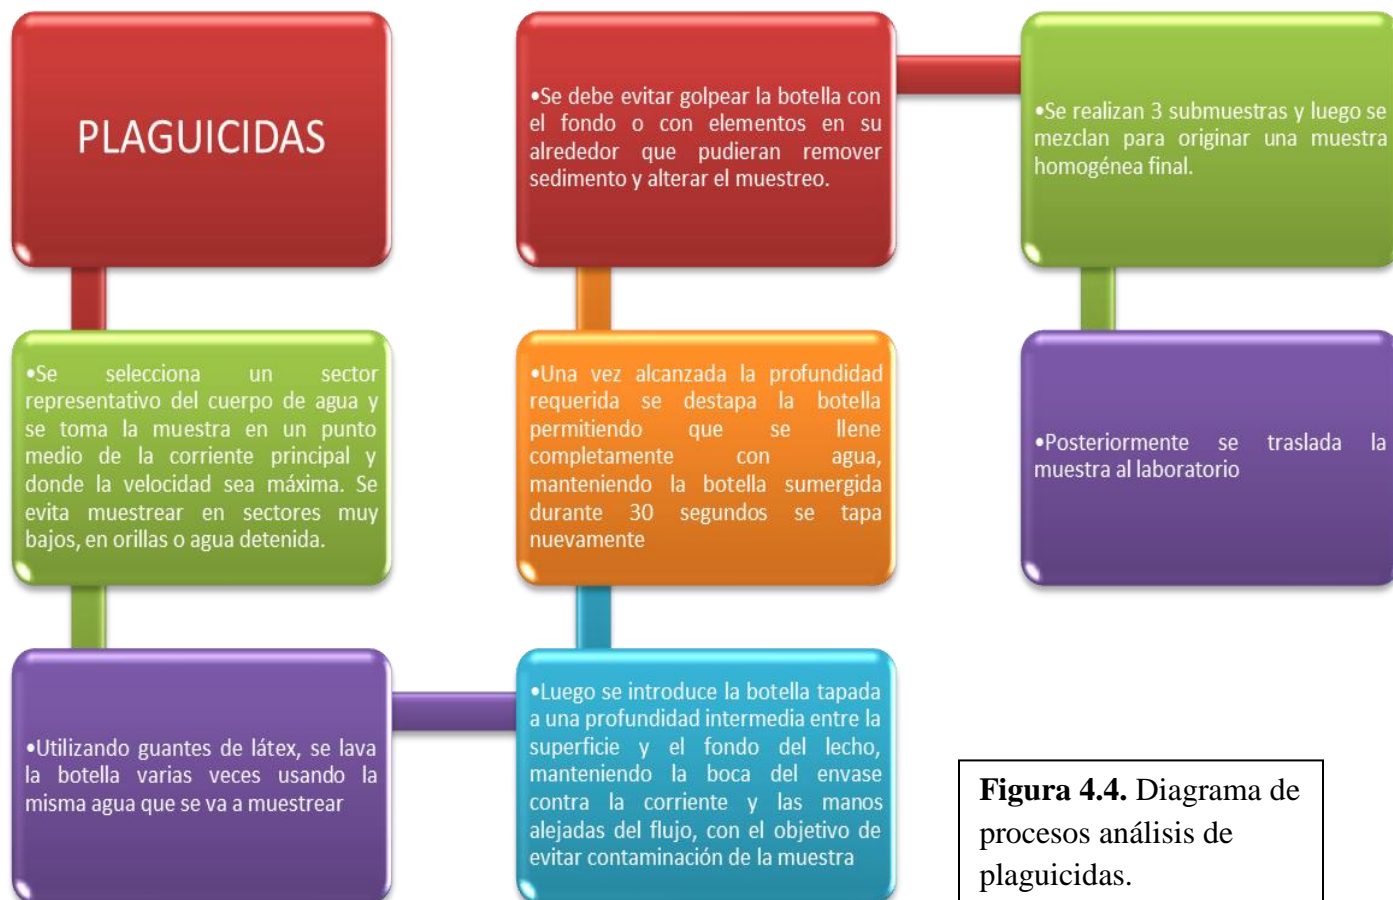 PLAGUICIDAS
•Se selecciona un sector
representativo del cuerpo de agua y
se toma la muestra en un punto
medio de la corriente principal y
donde la velocidad sea máxima. Se
evita muestrear en sectores muy
bajos, en orillas o agua detenida.
•Utilizando guantes de látex, se lava
la botella varias veces usando la
misma agua que se va a muestrear
•Luego se introduce la botella tapada
a una profundidad intermedia entre la
superficie y el fondo del lecho,
manteniendo la boca del envase
contra la corriente y las manos
alejadas del flujo, con el objetivo de
evitar contaminación de la muestra
•Una vez alcanzada la profundidad
requerida se destapa la botella
permitiendo que se llene
completamente con agua,
manteniendo la botella sumergida
durante 30 segundos se tapa
nuevamente
•Se debe evitar golpear la botella con
el fondo o con elementos en su
alrededor que pudieran remover
sedimento y alterar el muestreo.
•Se realizan 3 submuestras y luego se
mezclan para originar una muestra
homogénea final.
•Posteriormente se traslada la
muestra al laboratorio
Figura 4.4. Diagrama de
procesos análisis de
plaguicidas.